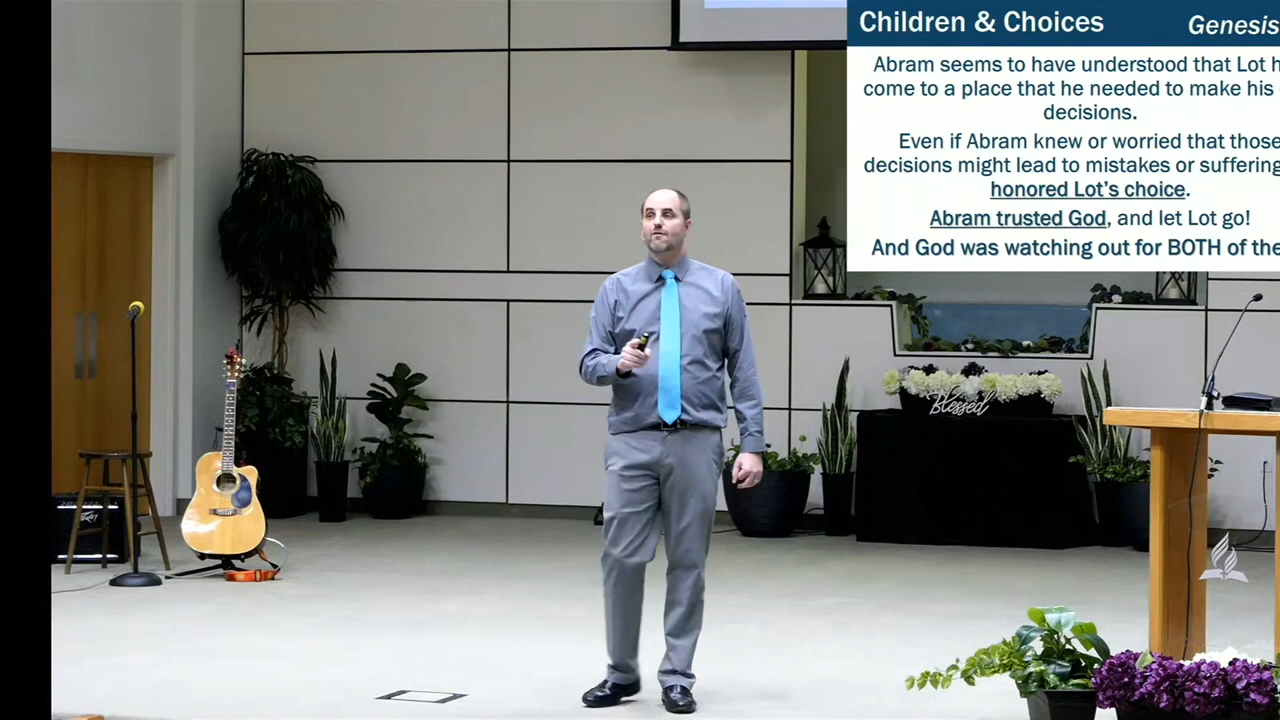 Children & Choices Genesis
Abram seems to have understood that Lot h
come to a place that he needed to make his
decisions.
Even if Abram knew or worried that those
decisions might lead to mistakes or suffering
honored Lot's choice.
Abram trusted God, and let Lot go!
And God was watching out for BOTH of the
Blessed
PEAVEY